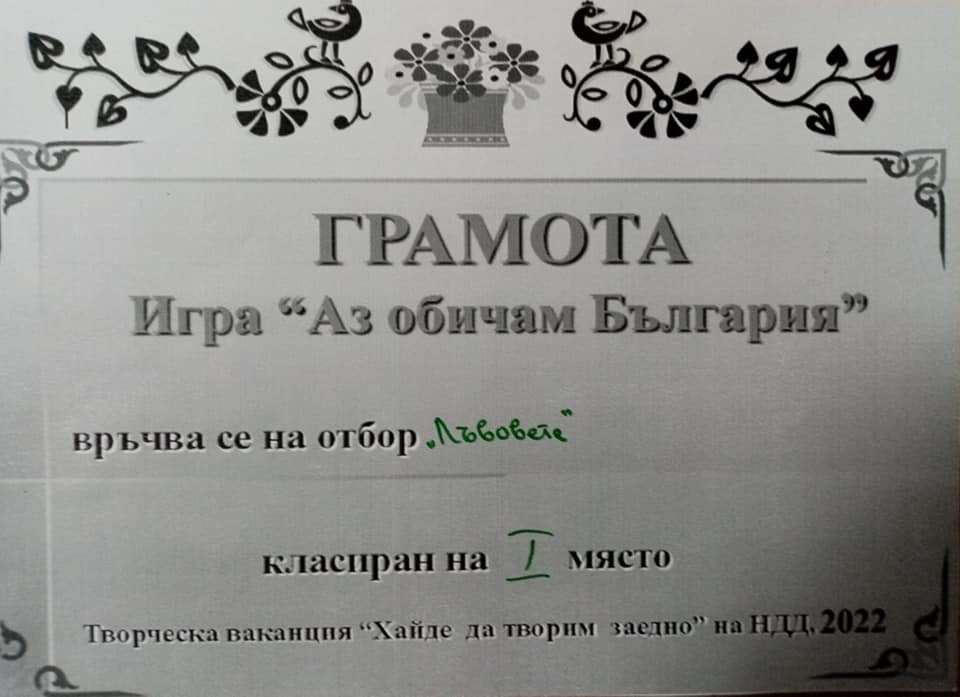 ГРАМОТА
Игра “Аз обичам България”
връчва се на отбор „Лъвовете”
класиран на I място
Творческа ваканция “Хайде да творим заедно” на НДД, 2022